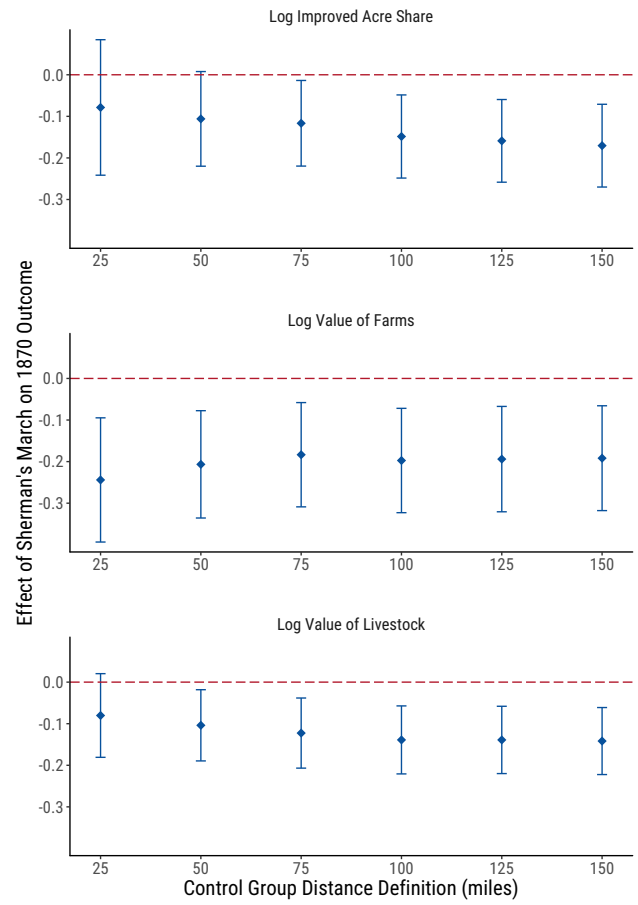 Log Improved Acre Share
0.0
-0.1
-0.2
-0.3
25 50 75 100 125 150
Log Value of Farms
0.0
-0.1
-0.2
-0.3
25 50 75 100 125 150
Log Value of Livestock
0.0
-0.1
-0.2
-0.3
25 50 75 100 125 150
Effect of Sherman's March on 1870 Outcome
Control Group Distance Definition (miles)